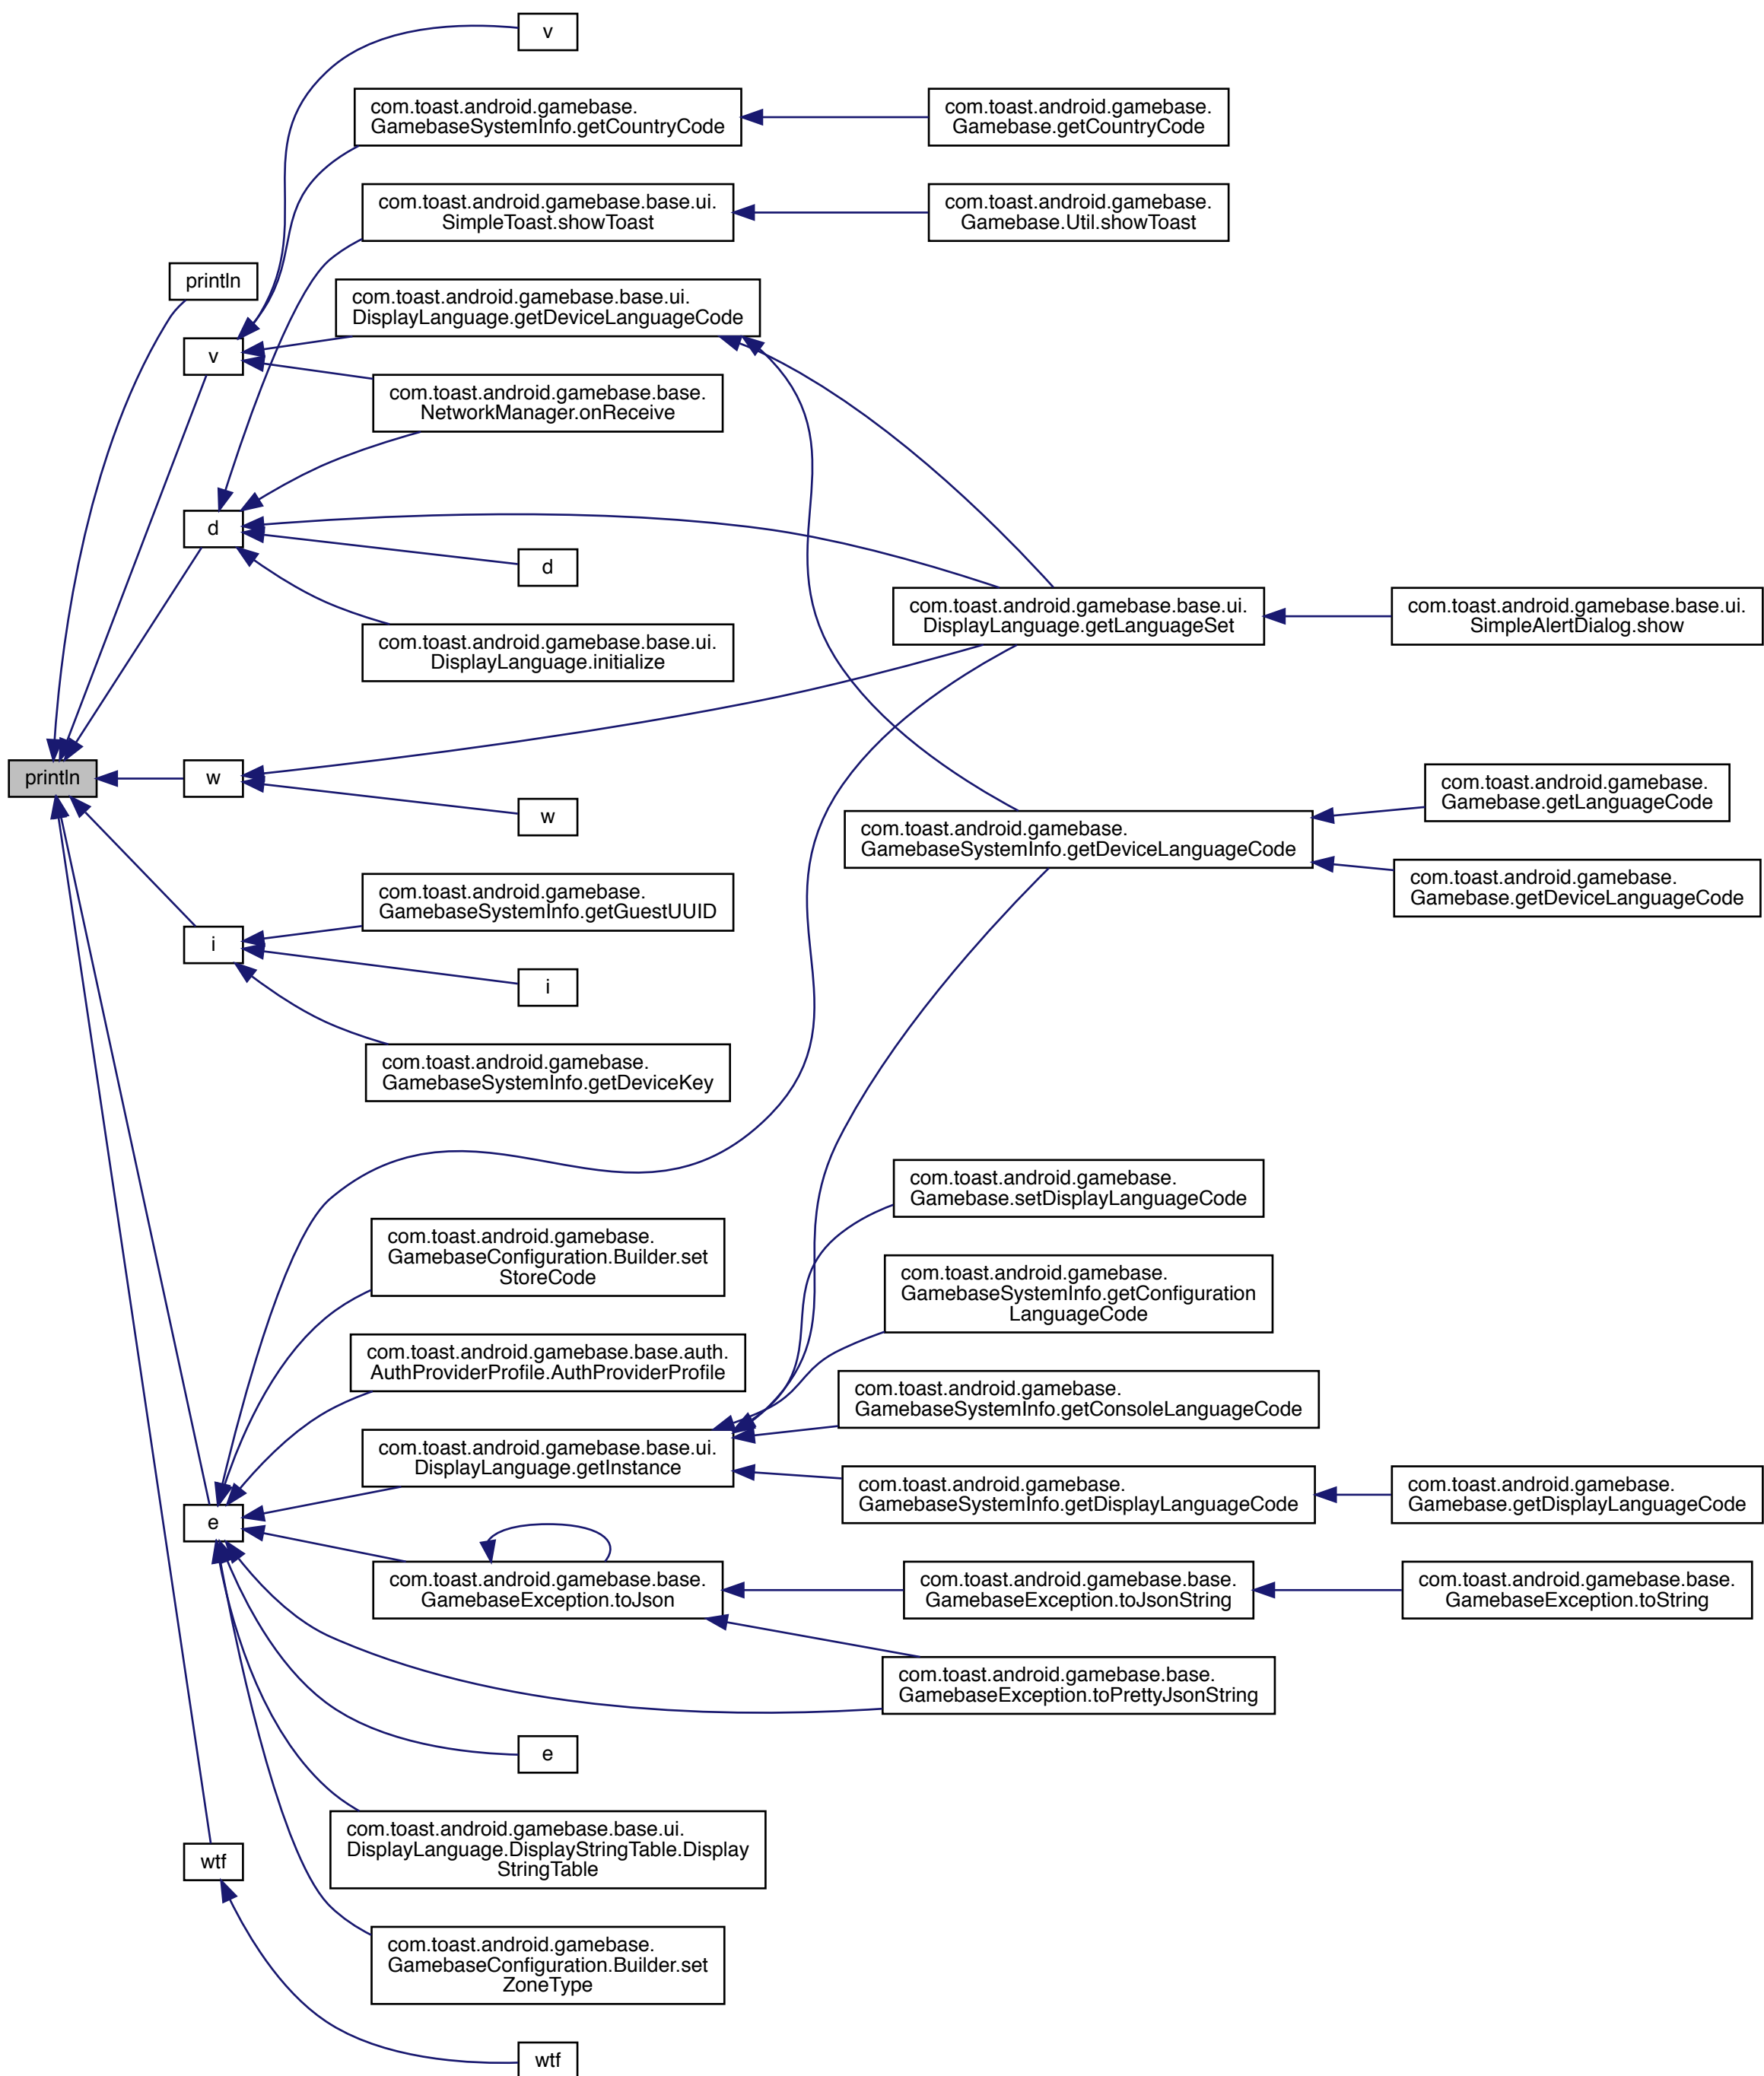 v
com.toast.android.gamebase.
GamebaseSystemInfo.getCountryCode
com.toast.android.gamebase.
Gamebase.getCountryCode
com.toast.android.gamebase.base.ui.
SimpleToast.showToast
com.toast.android.gamebase.
Gamebase.Util.showToast
println
com.toast.android.gamebase.base.ui.
DisplayLanguage.getDeviceLanguageCode
v
com.toast.android.gamebase.base.
NetworkManager.onReceive
d
d
com.toast.android.gamebase.base.ui.
DisplayLanguage.initialize
com.toast.android.gamebase.base.ui.
DisplayLanguage.getLanguageSet
com.toast.android.gamebase.base.ui.
SimpleAlertDialog.show
println
w
w
com.toast.android.gamebase.
GamebaseSystemInfo.getDeviceLanguageCode
com.toast.android.gamebase.
Gamebase.getLanguageCode
com.toast.android.gamebase.
Gamebase.getDeviceLanguageCode
com.toast.android.gamebase.
GamebaseSystemInfo.getGuestUUID
i
i
com.toast.android.gamebase.
GamebaseSystemInfo.getDeviceKey
com.toast.android.gamebase.
Gamebase.setDisplayLanguageCode
com.toast.android.gamebase.
GamebaseConfiguration.Builder.set
StoreCode
com.toast.android.gamebase.
GamebaseSystemInfo.getConfiguration
LanguageCode
com.toast.android.gamebase.base.auth.
AuthProviderProfile.AuthProviderProfile
com.toast.android.gamebase.
GamebaseSystemInfo.getConsoleLanguageCode
com.toast.android.gamebase.base.ui.
DisplayLanguage.getInstance
com.toast.android.gamebase.
GamebaseSystemInfo.getDisplayLanguageCode
com.toast.android.gamebase.
Gamebase.getDisplayLanguageCode
e
com.toast.android.gamebase.base.
GamebaseException.toJson
com.toast.android.gamebase.base.
GamebaseException.toJsonString
com.toast.android.gamebase.base.
GamebaseException.toString
com.toast.android.gamebase.base.
GamebaseException.toPrettyJsonString
e
com.toast.android.gamebase.base.ui.
DisplayLanguage.DisplayStringTable.Display
StringTable
wtf
com.toast.android.gamebase.
GamebaseConfiguration.Builder.set
ZoneType
wtf